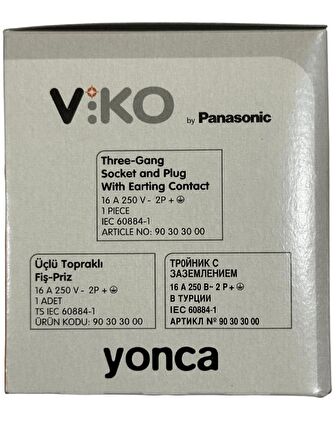 ViKO by Panasonic
Three-Gang
Socket and Plug
With Earting Contact
16 A 250 V - 2P + ⏚
1 PIECE
IEC 60884-1
ARTICLE NO: 90 30 30 00
Üçlü Topraklı
Fiş-Priz
16 A 250 V - 2P + ⏚
1 ADET
TS IEC 60884-1
ÜRÜN KODU: 90 30 30 00
ТРОЙНИК С
ЗАЗЕМЛЕНИЕМ
16 А 250 В~ 2 P + ⏚
В ТУРЦИИ
IEC 60884-1
АРТИКЛ № 90 30 30 00
yonca